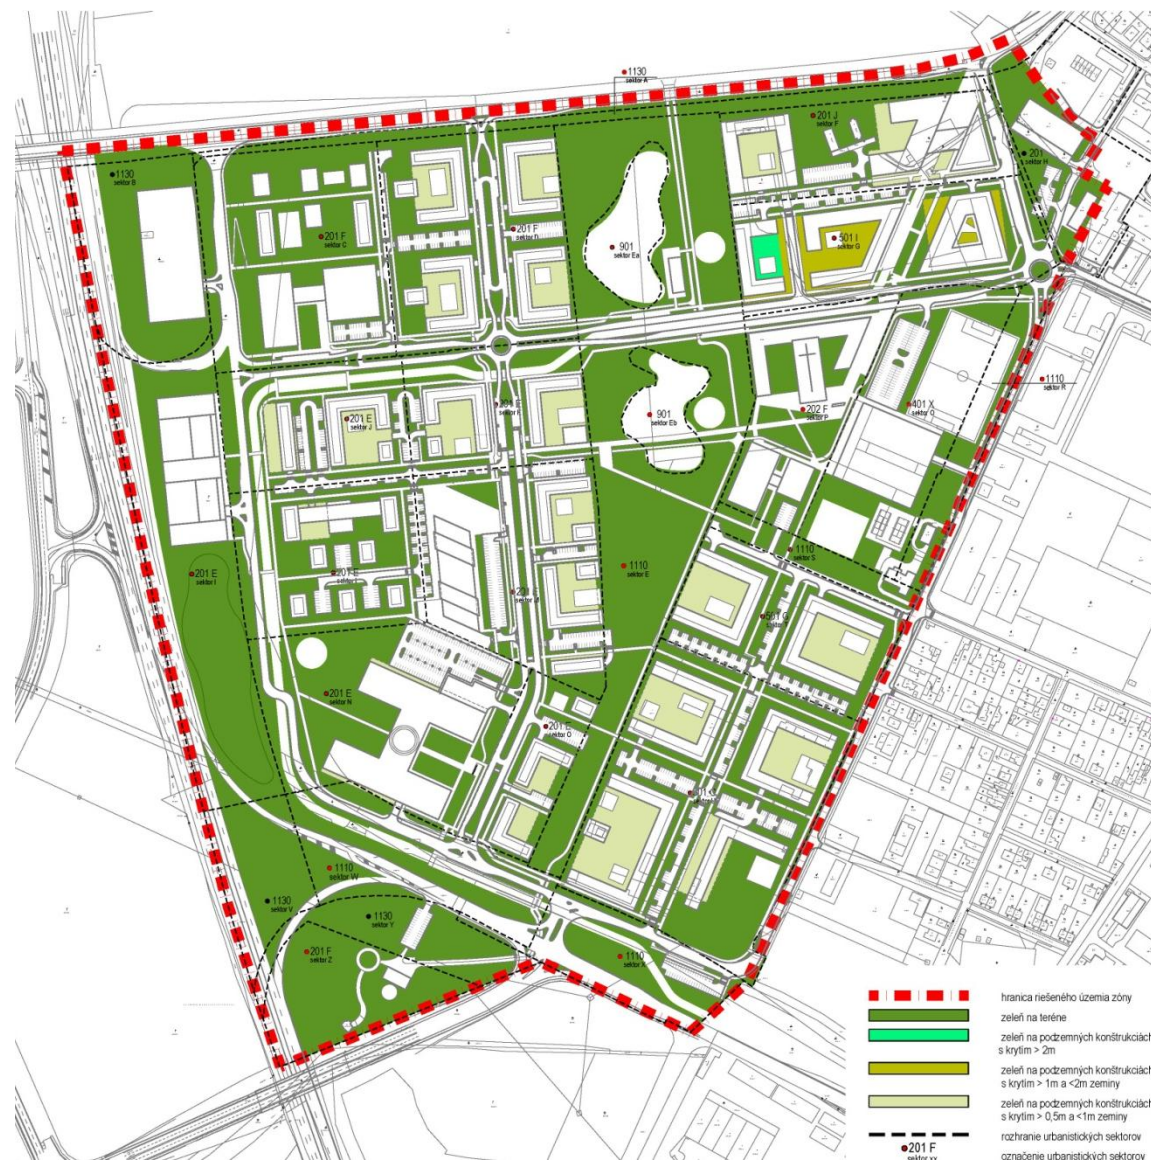 1130
sektor A
201 J
sektor F
201
sektor H
1130
sektor B
201 F
sektor C
201 F
sektor D
901
sektor Ea
501 I
sektor G
1110
sektor R
901
sektor Eb
202 F
sektor P
401 X
sektor Q
201 E
sektor J
201 E
sektor I
201 E
1110
sektor E
1110
sektor S
201 E
sektor N
201 E
sektor O
1110
sektor W
1130
sektor V
1130
sektor Y
201 F
sektor Z
1110
sektor X
hranica riešeného územia zóny
zeleň na teréne
zeleň na podzemných konštrukciách
s krytím > 2m
zeleň na podzemných konštrukciách
s krytím > 1m a <2m zeminy
zeleň na podzemných konštrukciách
s krytím > 0,5m a <1m zeminy
rozhranie urbanistických sektorov
201 F
sektor xx
označenie urbanistických sektorov